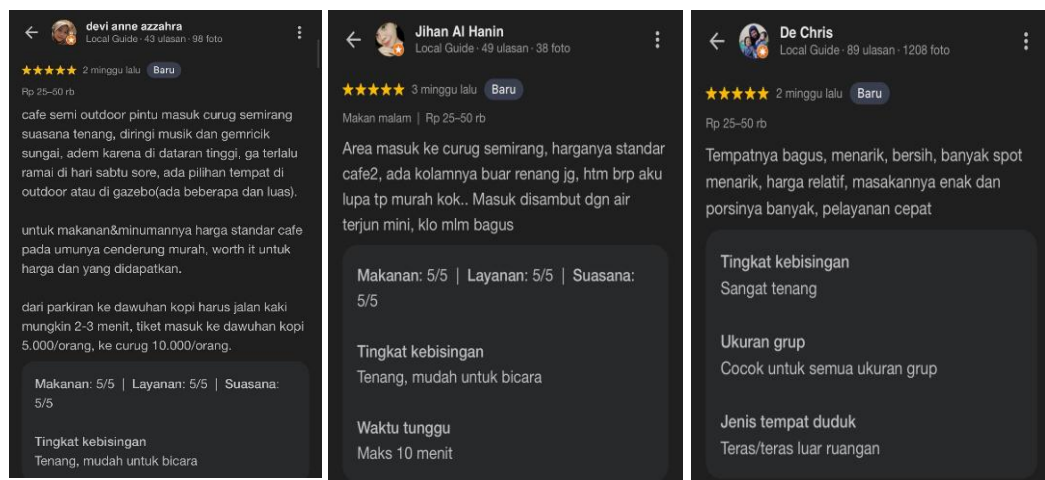 devi anne azzahra
Local Guide · 43 ulasan · 98 foto
2 minggu lalu Baru
Rp 25–50 rb
cafe semi outdoor pintu masuk curug semirang
suasana tenang, diringi musik dan gemricik
sungai, adem karena di dataran tinggi, ga terlalu
ramai di hari sabtu sore, ada pilihan tempat di
outdoor atau di gazebo(ada beberapa dan luas).
untuk makanan&minumannya harga standar cafe
pada umunya cenderung murah, worth it untuk
harga dan yang didapatkan.
dari parkiran ke dawuhan kopi harus jalan kaki
mungkin 2-3 menit, tiket masuk ke dawuhan kopi
5.000/orang, ke curug 10.000/orang.
Makanan: 5/5 | Layanan: 5/5 | Suasana:
5/5
Tingkat kebisingan
Tenang, mudah untuk bicara
Jihan Al Hanin
Local Guide · 49 ulasan · 38 foto
3 minggu lalu Baru
Makan malam | Rp 25–50 rb
Area masuk ke curug semirang, harganya standar
cafe2, ada kolamnya buar renang jg, htm brp aku
lupa tp murah kok.. Masuk disambut dgn air
terjun mini, klo mlm bagus
Makanan: 5/5 | Layanan: 5/5 | Suasana:
5/5
Tingkat kebisingan
Tenang, mudah untuk bicara
Waktu tunggu
Maks 10 menit
De Chris
Local Guide · 89 ulasan · 1208 foto
2 minggu lalu Baru
Rp 25–50 rb
Tempatnya bagus, menarik, bersih, banyak spot
menarik, harga relatif, masakannya enak dan
porsinya banyak, pelayanan cepat
Tingkat kebisingan
Sangat tenang
Ukuran grup
Cocok untuk semua ukuran grup
Jenis tempat duduk
Teras/teras luar ruangan